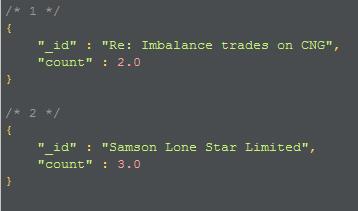 /* 1 */
{
"_id" : "Re: Imbalance trades on CNG",
"count" : 2.0
}
/* 2 */
{
"_id" : "Samson Lone Star Limited",
"count" : 3.0
}